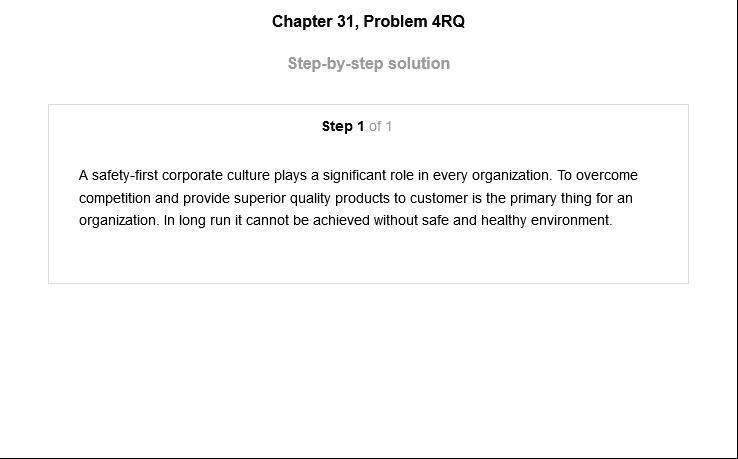 Chapter 31, Problem 4RQ
Step-by-step solution
Step 1 of 1
A safety-first corporate culture plays a significant role in every organization. To overcome
competition and provide superior quality products to customer is the primary thing for an
organization. In long run it cannot be achieved without safe and healthy environment.